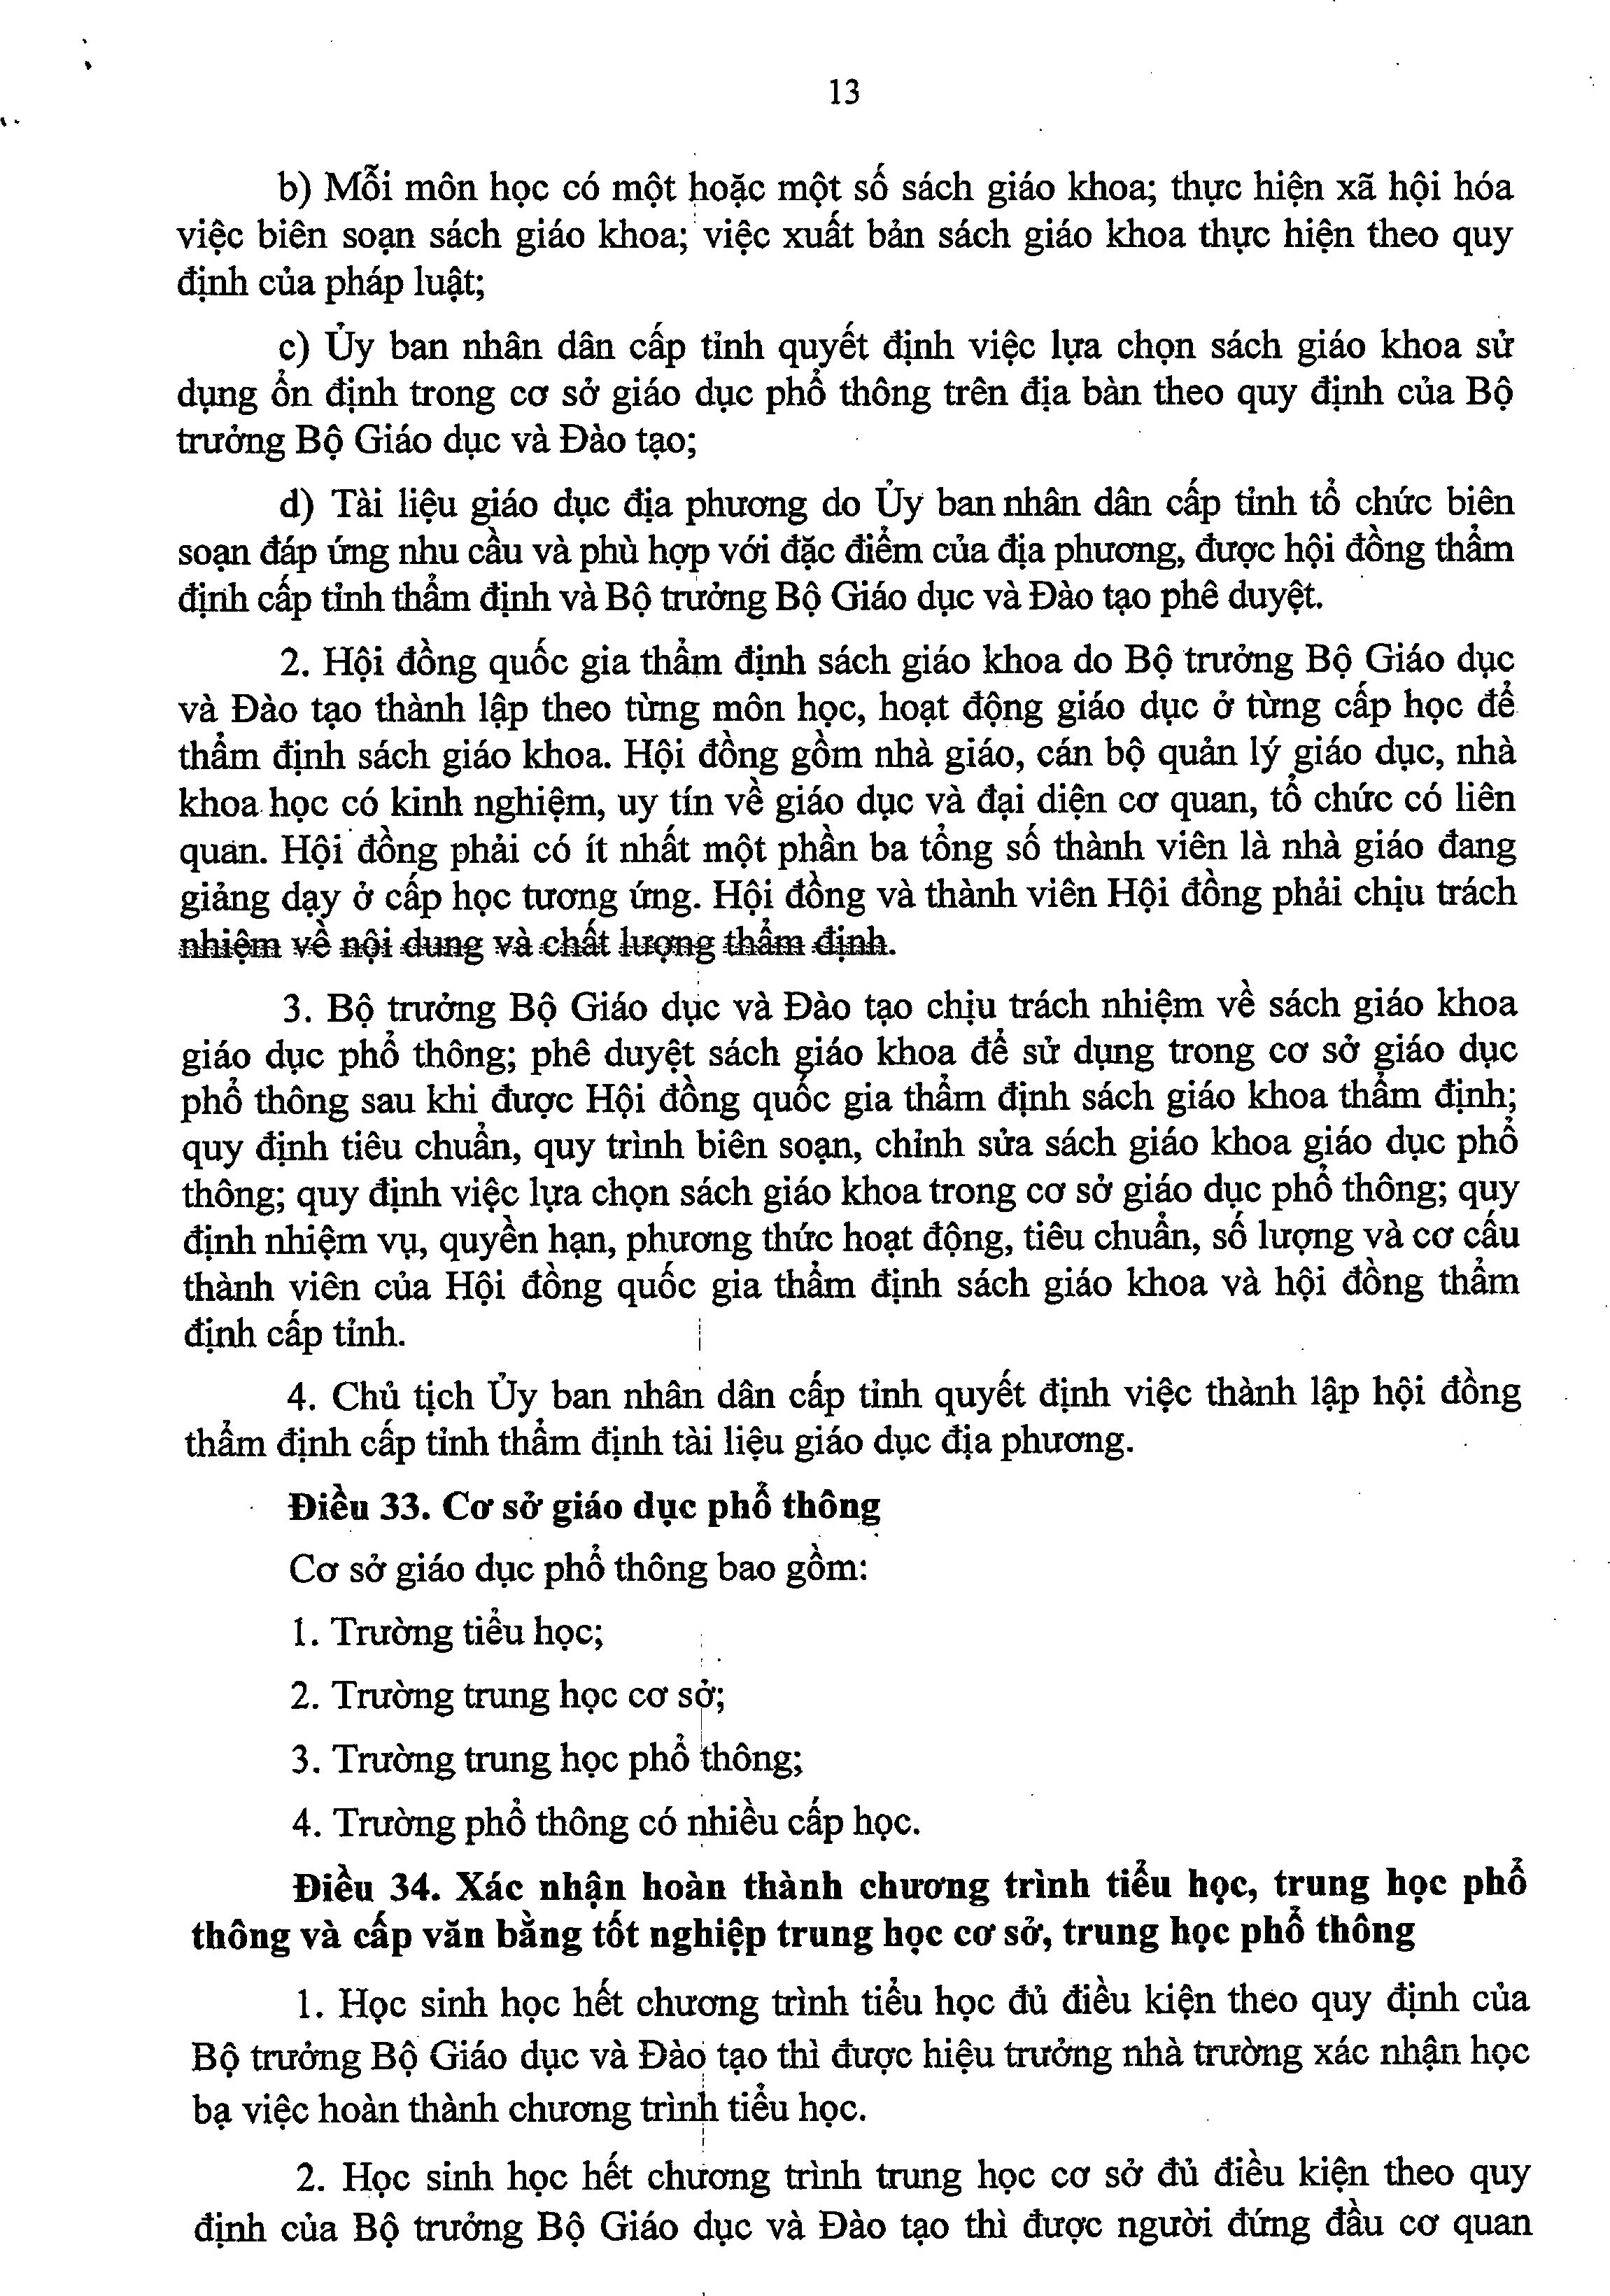 13
b) Mỗi môn học có một hoặc một số sách giáo khoa; thực hiện xã hội hóa
việc biên soạn sách giáo khoa; việc xuất bản sách giáo khoa thực hiện theo quy
định của pháp luật;
c) Ủy ban nhân dân cấp tỉnh quyết định việc lựa chọn sách giáo khoa sử
dụng ổn định trong cơ sở giáo dục phổ thông trên địa bàn theo quy định của Bộ
trưởng Bộ Giáo dục và Đào tạo;
d) Tài liệu giáo dục địa phương do Ủy ban nhân dân cấp tỉnh tổ chức biên
soạn đáp ứng nhu cầu và phù hợp với đặc điểm của địa phương, được hội đồng thẩm
định cấp tỉnh thẩm định và Bộ trưởng Bộ Giáo dục và Đào tạo phê duyệt.
2. Hội đồng quốc gia thẩm định sách giáo khoa do Bộ trưởng Bộ Giáo dục
và Đào tạo thành lập theo từng môn học, hoạt động giáo dục ở từng cấp học để
thẩm định sách giáo khoa. Hội đồng gồm nhà giáo, cán bộ quản lý giáo dục, nhà
khoa học có kinh nghiệm, uy tín về giáo dục và đại diện cơ quan, tổ chức có liên
quan. Hội đồng phải có ít nhất một phần ba tổng số thành viên là nhà giáo đang
giảng dạy ở cấp học tương ứng. Hội đồng và thành viên Hội đồng phải chịu trách
nhiệm về nội dung và chất lượng thẩm định.
3. Bộ trưởng Bộ Giáo dục và Đào tạo chịu trách nhiệm về sách giáo khoa
giáo dục phổ thông; phê duyệt sách giáo khoa để sử dụng trong cơ sở giáo dục
phổ thông sau khi được Hội đồng quốc gia thẩm định sách giáo khoa thẩm định;
quy định tiêu chuẩn, quy trình biên soạn, chỉnh sửa sách giáo khoa giáo dục phổ
thông; quy định việc lựa chọn sách giáo khoa trong cơ sở giáo dục phổ thông; quy
định nhiệm vụ, quyền hạn, phương thức hoạt động, tiêu chuẩn, số lượng và cơ cấu
thành viên của Hội đồng quốc gia thẩm định sách giáo khoa và hội đồng thẩm
định cấp tỉnh.
4. Chủ tịch Ủy ban nhân dân cấp tỉnh quyết định việc thành lập hội đồng
thẩm định cấp tỉnh thẩm định tài liệu giáo dục địa phương.
Điều 33. Cơ sở giáo dục phổ thông
Cơ sở giáo dục phổ thông bao gồm:
1. Trường tiểu học;
2. Trường trung học cơ sở;
3. Trường trung học phổ thông;
4. Trường phổ thông có nhiều cấp học.
Điều 34. Xác nhận hoàn thành chương trình tiểu học, trung học phổ
thông và cấp văn bằng tốt nghiệp trung học cơ sở, trung học phổ thông
1. Học sinh học hết chương trình tiểu học đủ điều kiện theo quy định của
Bộ trưởng Bộ Giáo dục và Đào tạo thì được hiệu trưởng nhà trường xác nhận học
bạ việc hoàn thành chương trình tiểu học.
2. Học sinh học hết chương trình trung học cơ sở đủ điều kiện theo quy
định của Bộ trưởng Bộ Giáo dục và Đào tạo thì được người đứng đầu cơ quan